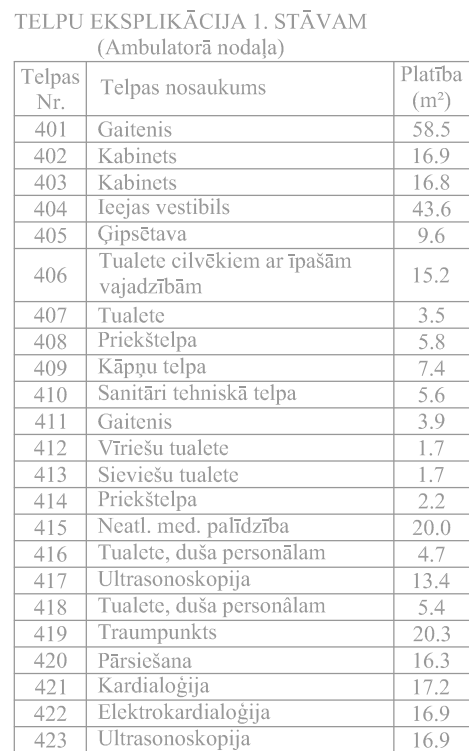 TELPU EKSPLIKĀCIJA 1. STĀVAM
(Ambulatorā nodaļa)
Telpas Nr. Telpas nosaukums Platība (m²)
401 Gaitenis 58.5
402 Kabinets 16.9
403 Kabinets 16.8
404 Ieejas vestibils 43.6
405 Ģipsētava 9.6
406 Tualete cilvēkiem ar īpašām vajadzībām 15.2
407 Tualete 3.5
408 Priekštelpa 5.8
409 Kāpņu telpa 7.4
410 Sanitāri tehniskā telpa 5.6
411 Gaitenis 3.9
412 Vīriešu tualete 1.7
413 Sieviešu tualete 1.7
414 Priekštelpa 2.2
415 Neatl. med. palīdzība 20.0
416 Tualete, duša personālam 4.7
417 Ultrasonoskopija 13.4
418 Tualete, duša personâlam 5.4
419 Traumpunkts 20.3
420 Pārsiešana 16.3
421 Kardialoģija 17.2
422 Elektrokardialoģija 16.9
423 Ultrasonoskopija 16.9